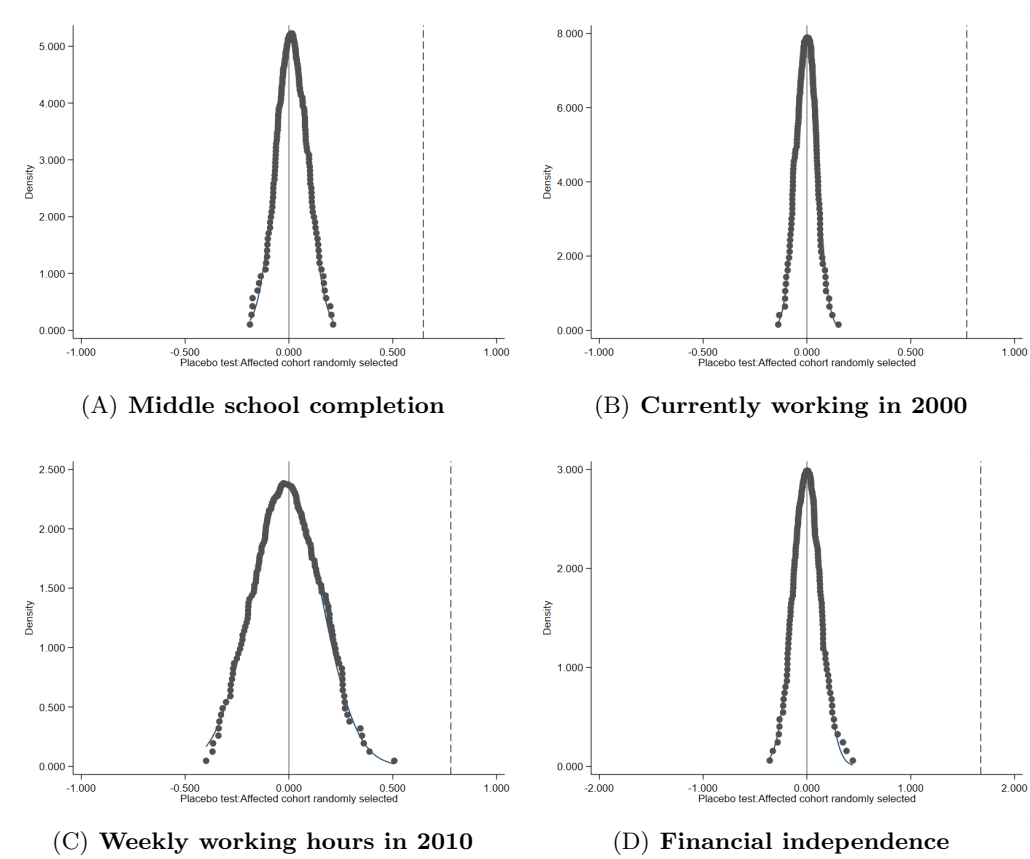 5.000
4.000
3.000
2.000
1.000
0.000
Density
-1.000 -0.500 0.000 0.500 1.000
Placebo test:Affected cohort randomly selected
(A) Middle school completion
8.000
6.000
4.000
2.000
0.000
Density
-1.000 -0.500 0.000 0.500 1.000
Placebo test:Affected cohort randomly selected
(B) Currently working in 2000
2.500
2.000
1.500
1.000
0.500
0.000
Density
-1.000 -0.500 0.000 0.500 1.000
Placebo test:Affected cohort randomly selected
(C) Weekly working hours in 2010
3.000
2.000
1.000
0.000
Density
-2.000 -1.000 0.000 1.000 2.000
Placebo test:Affected cohort randomly selected
(D) Financial independence